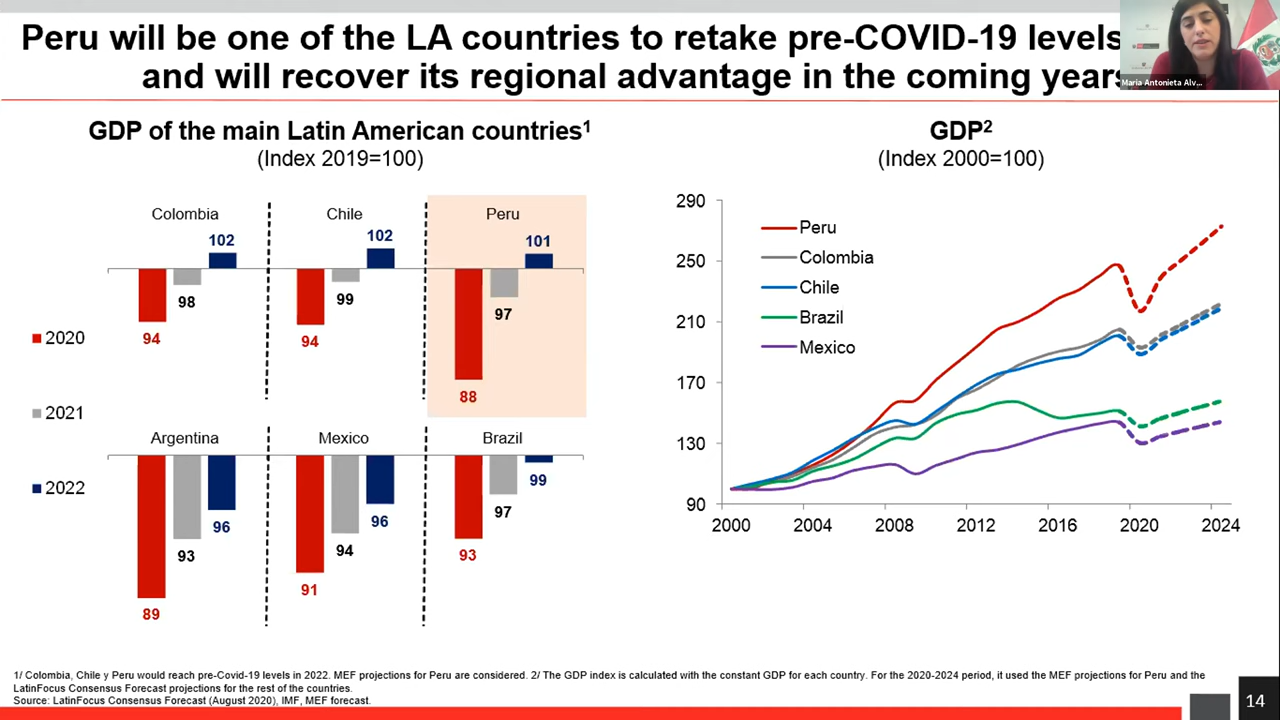 Peru will be one of the LA countries to retake pre-COVID-19 levels
and will recover its regional advantage in the coming years
Maria Antonieta Alv...
GDP of the main Latin American countries¹
(Index 2019=100)
Colombia
Chile
Peru
102
102
101
98
99
97
94
94
88
2020
2021
2022
Argentina
Mexico
Brazil
99
96
96
97
93
94
93
91
89
GDP²
(Index 2000=100)
290
250
210
170
130
90
Peru
Colombia
Chile
Brazil
Mexico
2000 2004 2008 2012 2016 2020 2024
1/ Colombia, Chile y Peru would reach pre-Covid-19 levels in 2022. MEF projections for Peru are considered. 2/ The GDP index is calculated with the constant GDP for each country. For the 2020-2024 period, it used the MEF projections for Peru and the
LatinFocus Consensus Forecast projections for the rest of the countries.
Source: LatinFocus Consensus Forecast (August 2020), IMF, MEF forecast.
14